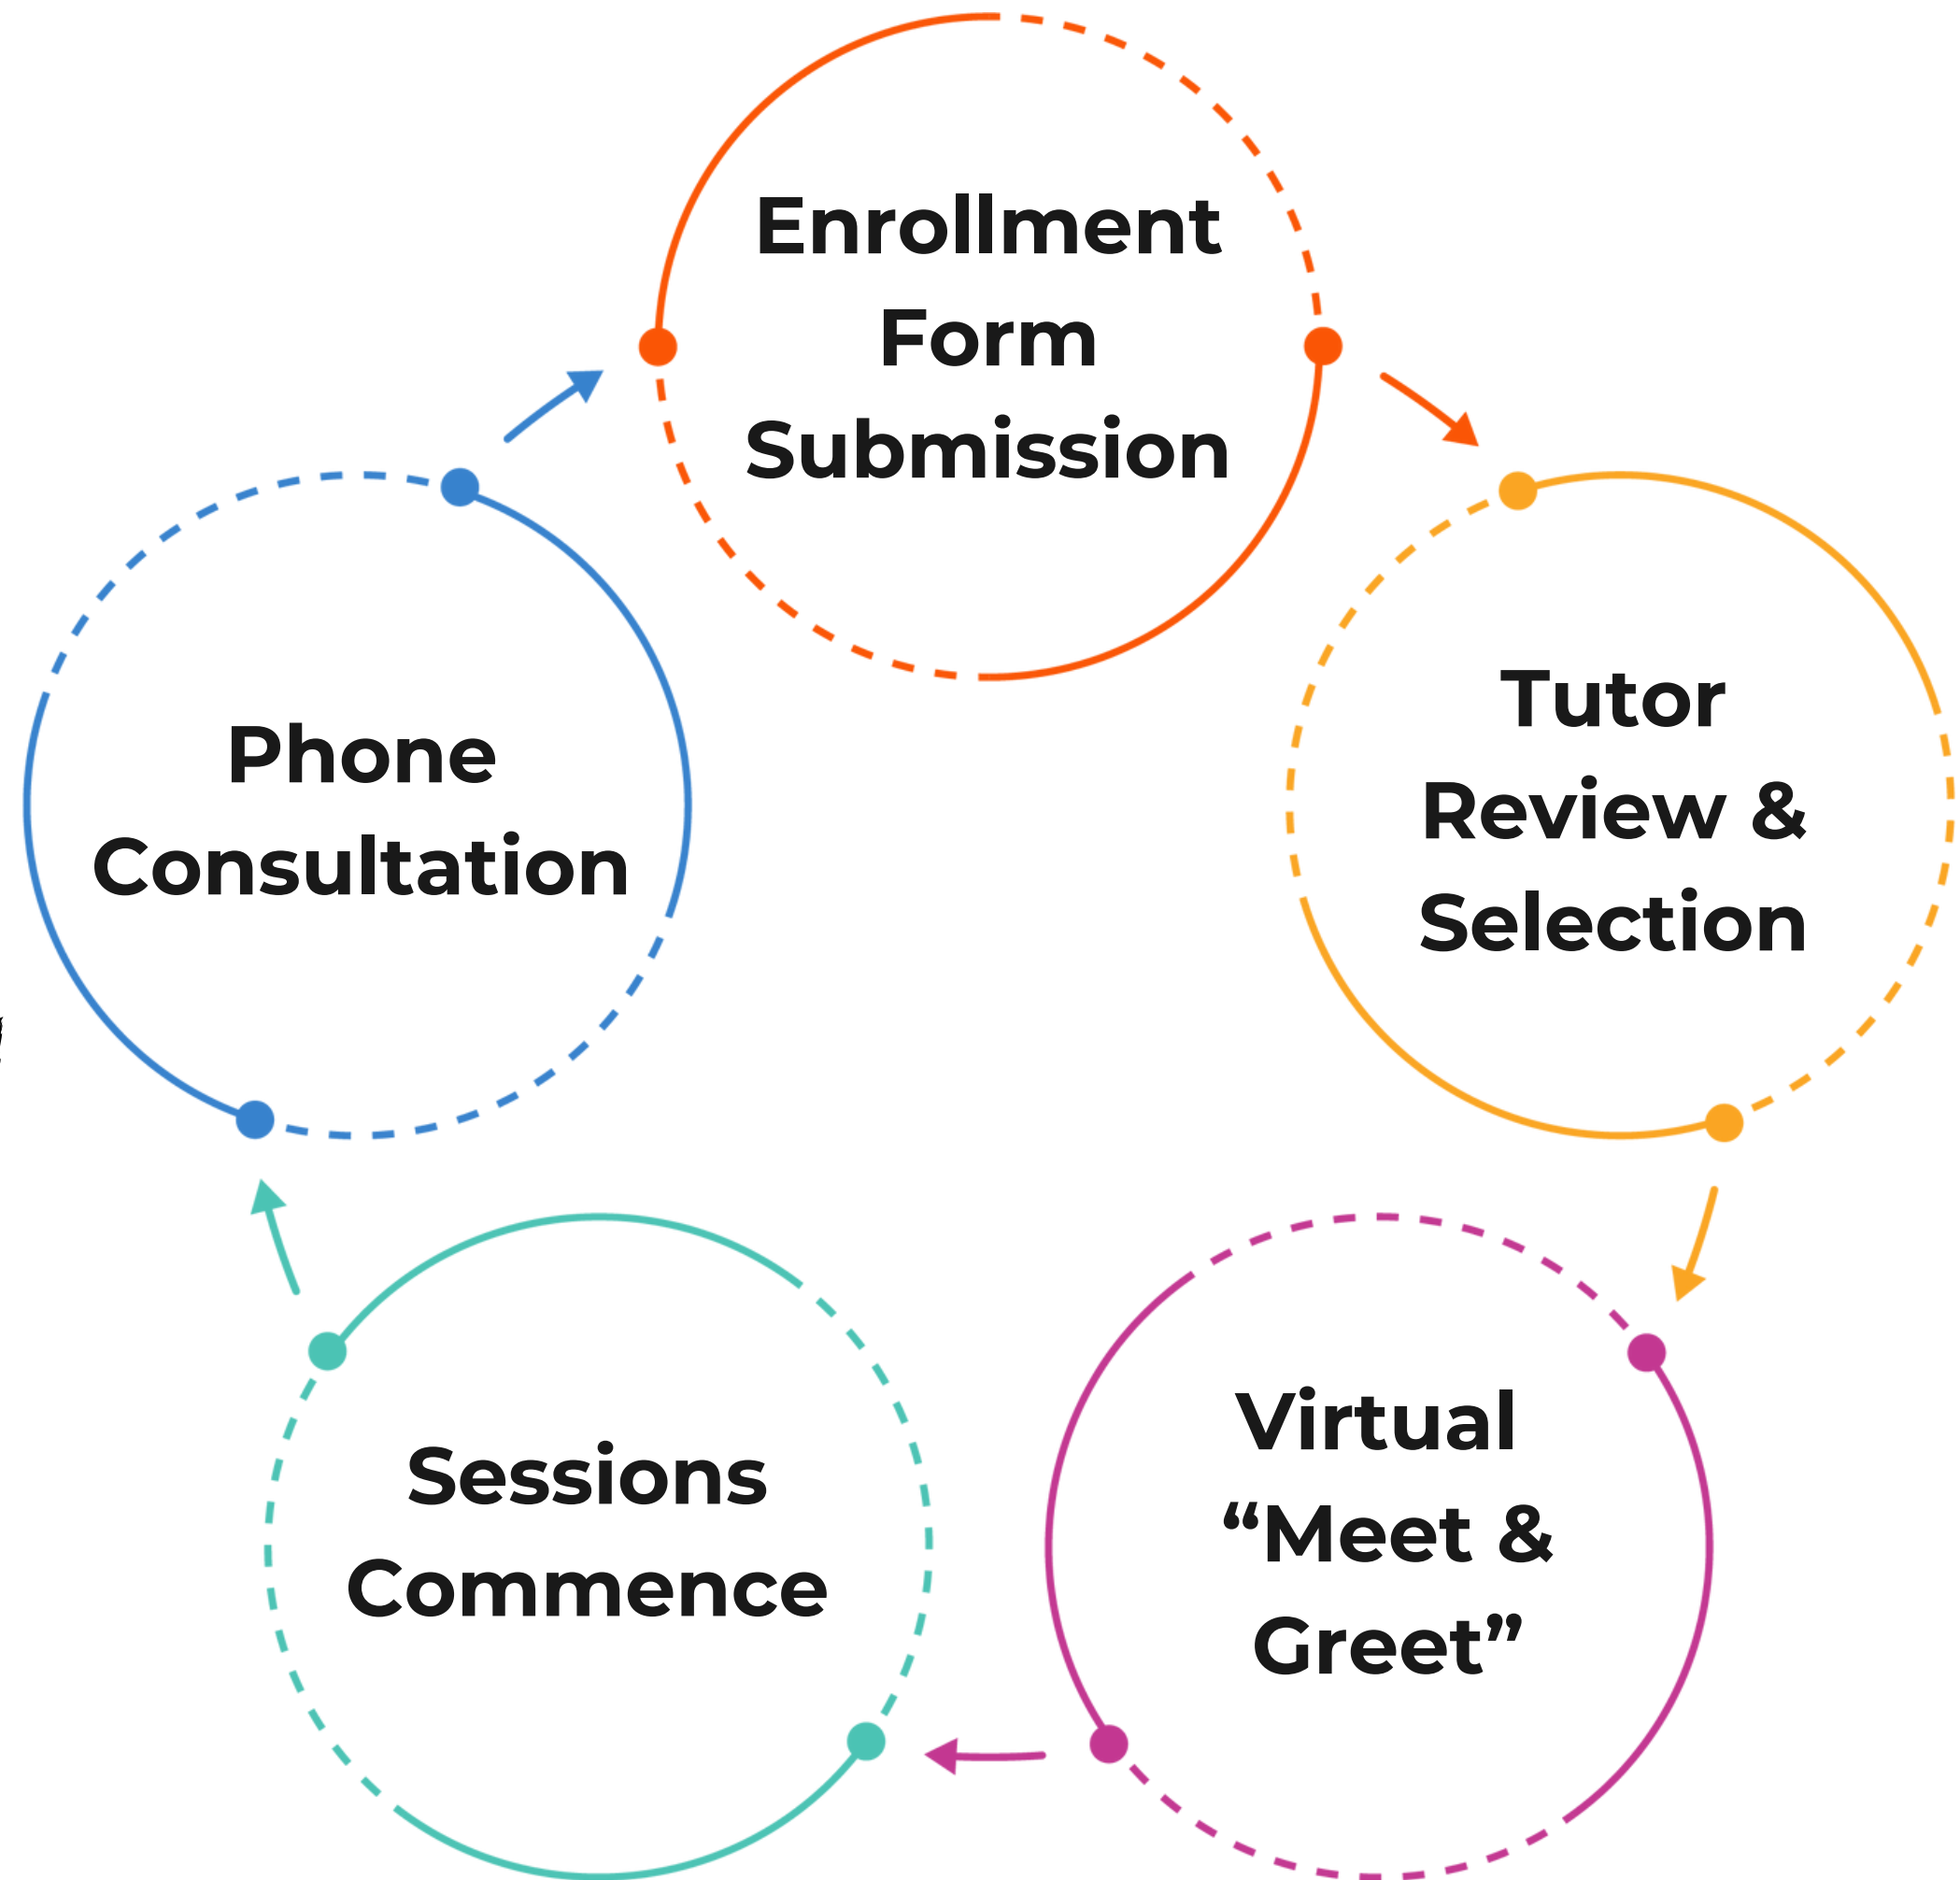 Enrollment
Form
Submission
Tutor
Review &
Selection
Virtual
“Meet &
Greet”
Sessions
Commence
Phone
Consultation